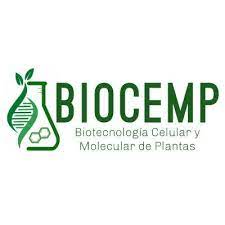 BIOCEMP
Biotecnología Celular y
Molecular de Plantas